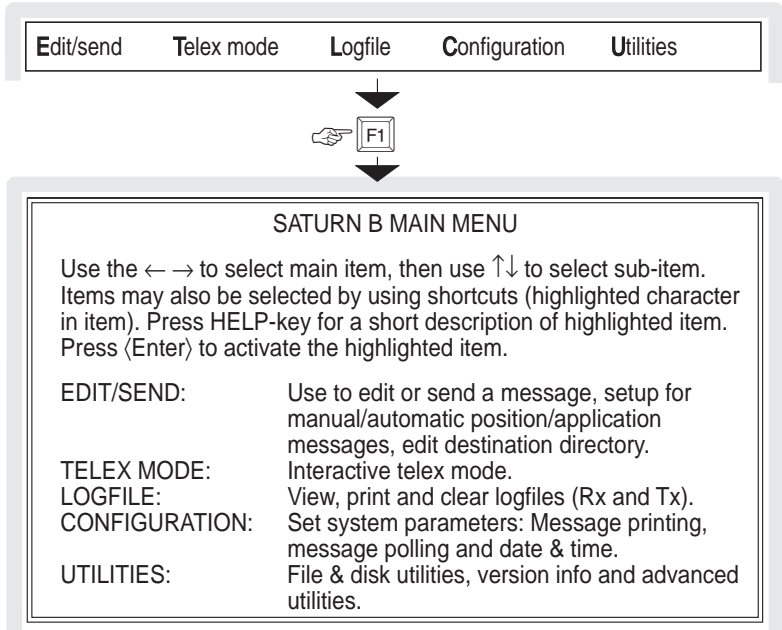 Edit/send Telex mode Logfile Configuration Utilities
F1
SATURN B MAIN MENU
Use the ← → to select main item, then use ↑↓ to select sub-item.
Items may also be selected by using shortcuts (highlighted character
in item). Press HELP-key for a short description of highlighted item.
Press ⟨Enter⟩ to activate the highlighted item.
EDIT/SEND: Use to edit or send a message, setup for
manual/automatic position/application
messages, edit destination directory.
TELEX MODE: Interactive telex mode.
LOGFILE: View, print and clear logfiles (Rx and Tx).
CONFIGURATION: Set system parameters: Message printing,
message polling and date & time.
UTILITIES: File & disk utilities, version info and advanced
utilities.